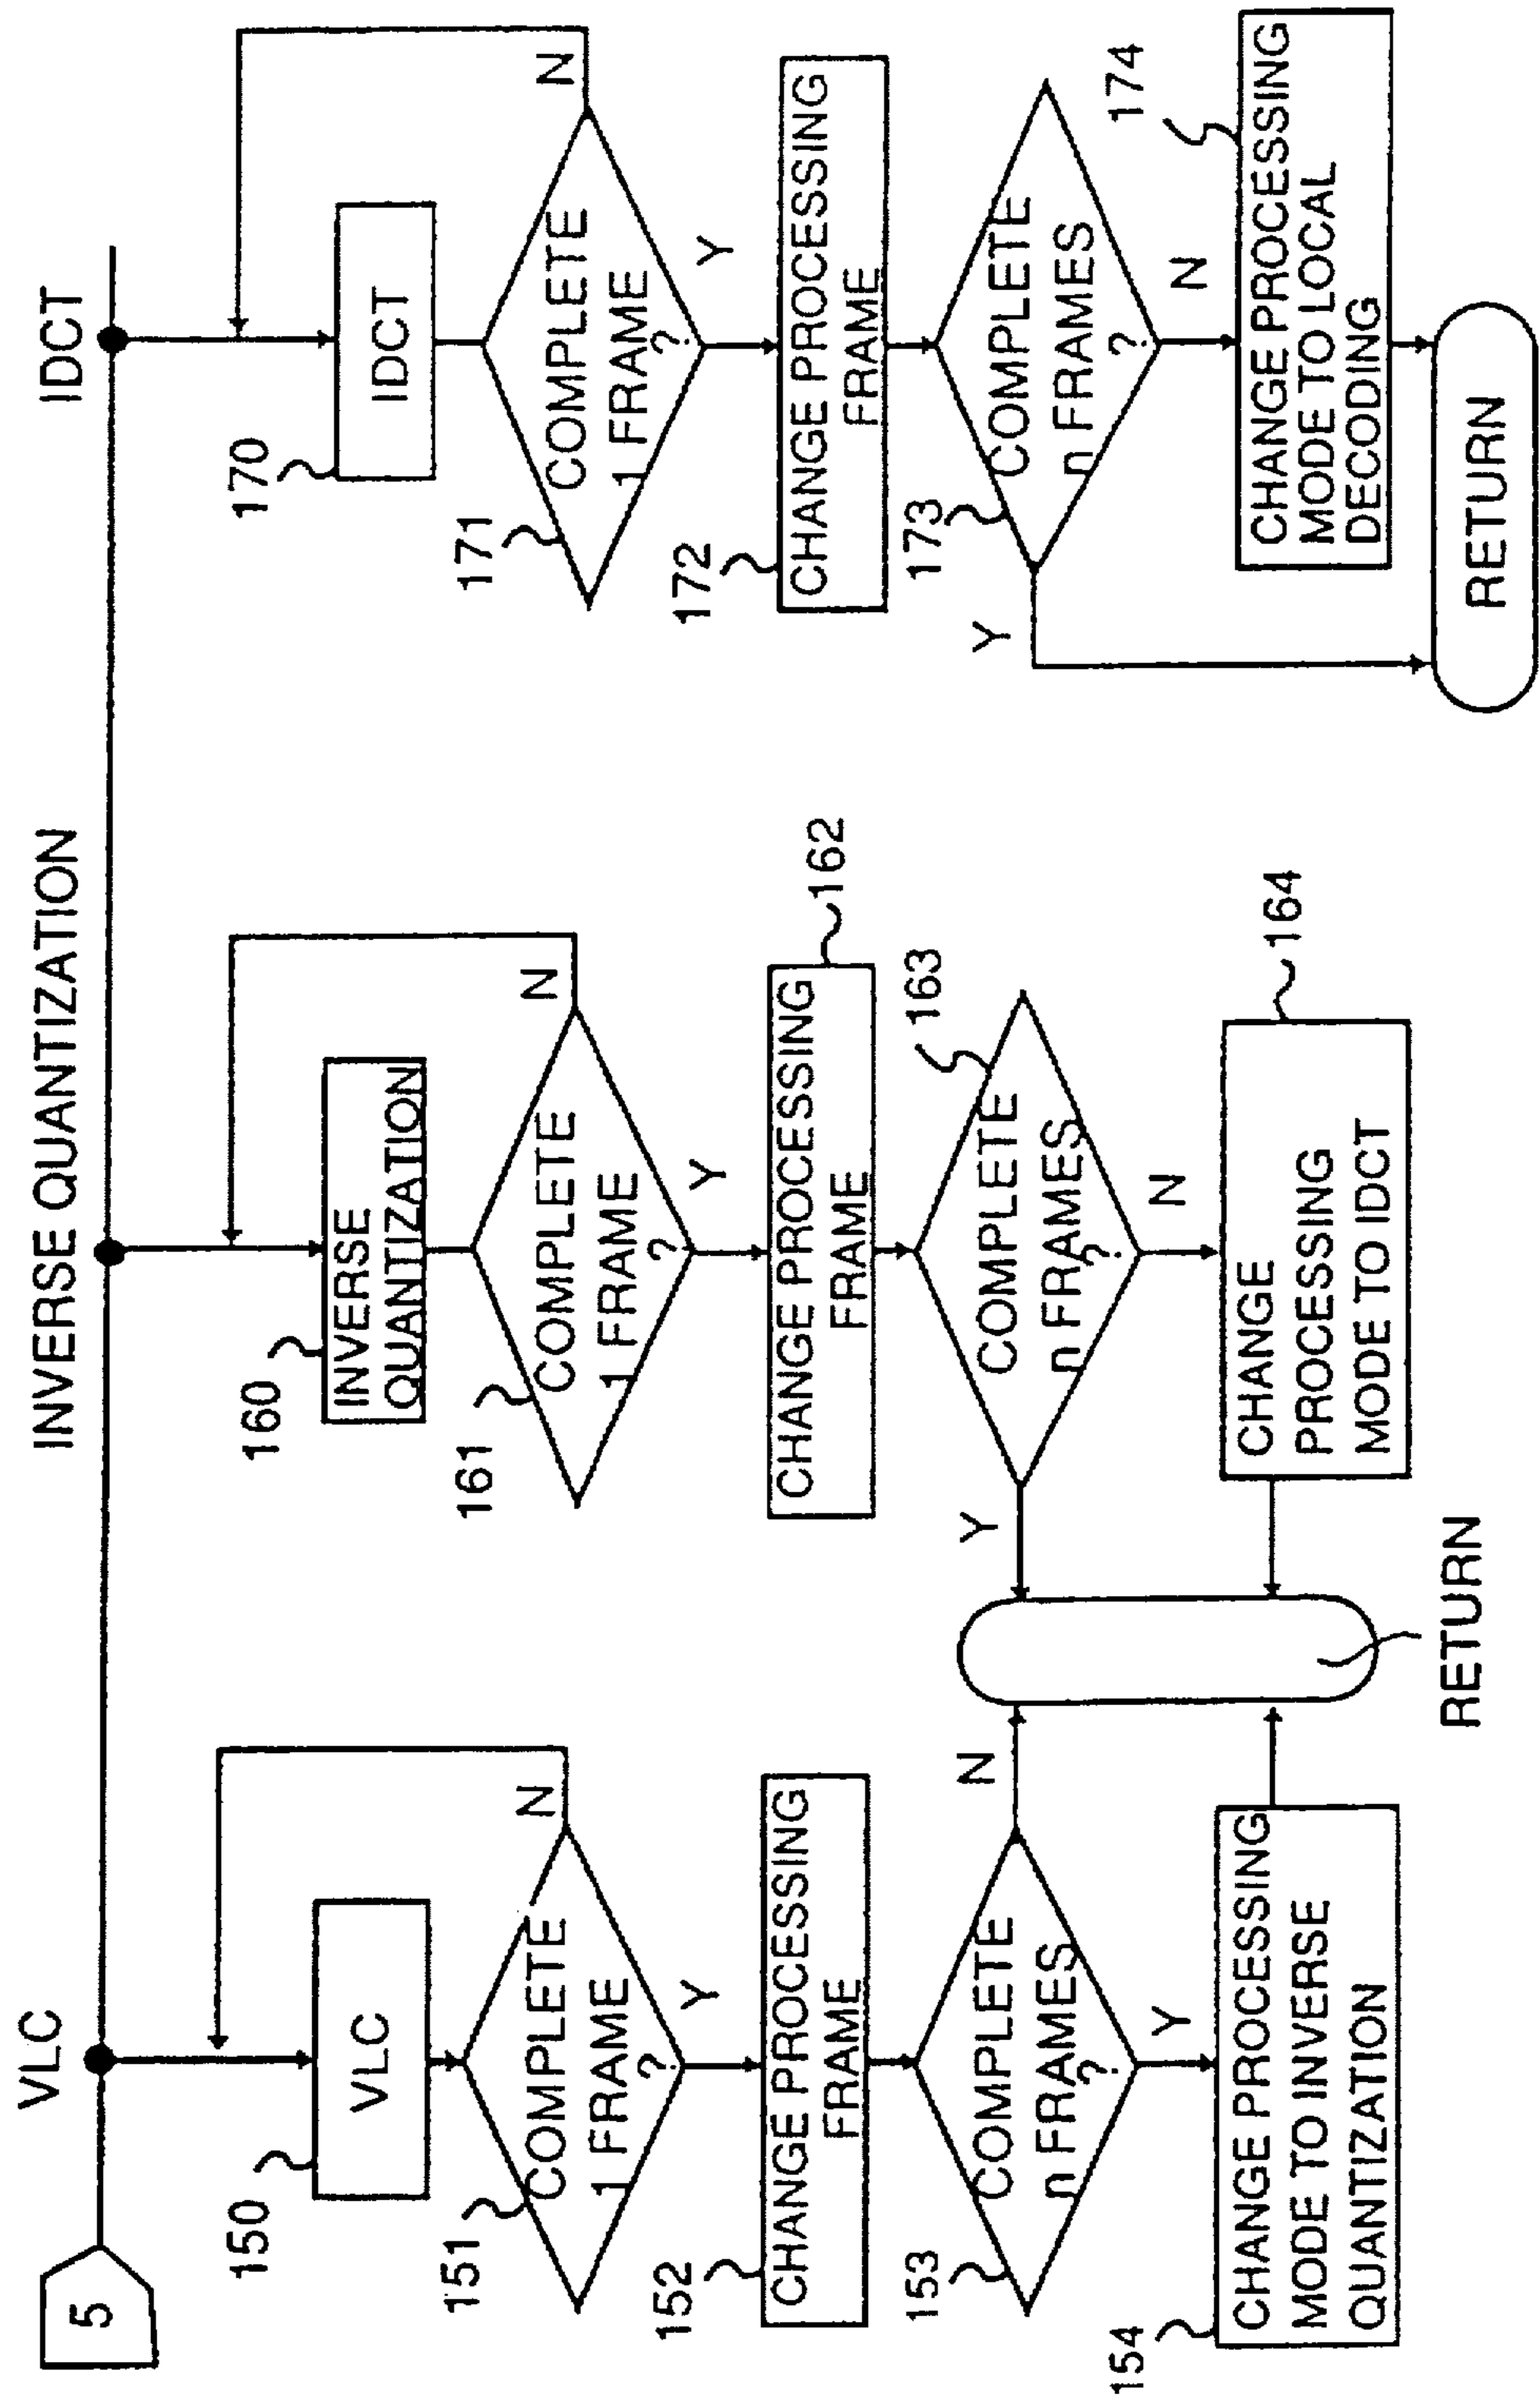 5
VLC
150
VLC
151
COMPLETE
1 FRAME
?
N
Y
152
CHANGE PROCESSING
FRAME
153
COMPLETE
n FRAMES
?
N
Y
154
CHANGE PROCESSING
MODE TO INVERSE
QUANTIZATION
RETURN
INVERSE QUANTIZATION
160
INVERSE
QUANTIZATION
161
COMPLETE
1 FRAME
?
N
Y
CHANGE PROCESSING
FRAME
162
163
COMPLETE
n FRAMES
?
Y
N
CHANGE
PROCESSING
MODE TO IDCT
164
IDCT
170
IDCT
171
COMPLETE
1 FRAME
?
N
Y
172
CHANGE PROCESSING
FRAME
173
COMPLETE
n FRAMES
?
Y
N
174
CHANGE PROCESSING
MODE TO LOCAL
DECODING
RETURN